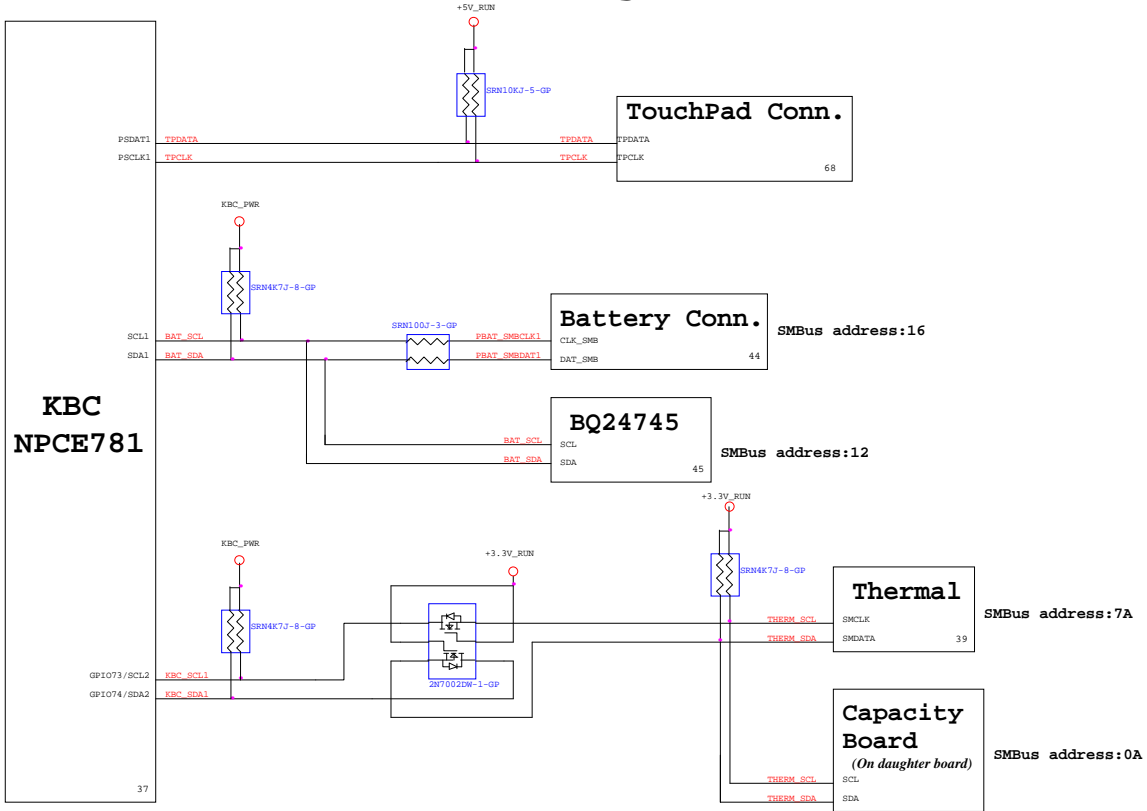 +5V_RUN
SRN10KJ-5-GP
TouchPad Conn.
PSDAT1 TPDATA TPDATA TPDATA
PSCLK1 TPCLK TPCLK TPCLK
68
KBC_PWR
SRN4K7J-8-GP
SRN100J-3-GP
Battery Conn.
SMBus address:16
SCL1 BAT_SCL PBAT_SMBCLK1 CLK_SMB
SDA1 BAT_SDA PBAT_SMBDAT1 DAT_SMB
44
KBC
NPCE781
BQ24745
BAT_SCL SCL
BAT_SDA SDA
45
SMBus address:12
+3.3V_RUN
KBC_PWR
+3.3V_RUN
SRN4K7J-8-GP
Thermal
SMBus address:7A
SRN4K7J-8-GP
THERM_SCL SMCLK
THERM_SDA SMDATA
39
GPIO73/SCL2 KBC_SCL1
2N7002DW-1-GP
GPIO74/SDA2 KBC_SDA1
Capacity
Board
(On daughter board)
SMBus address:0A
THERM_SCL SCL
THERM_SDA SDA
37